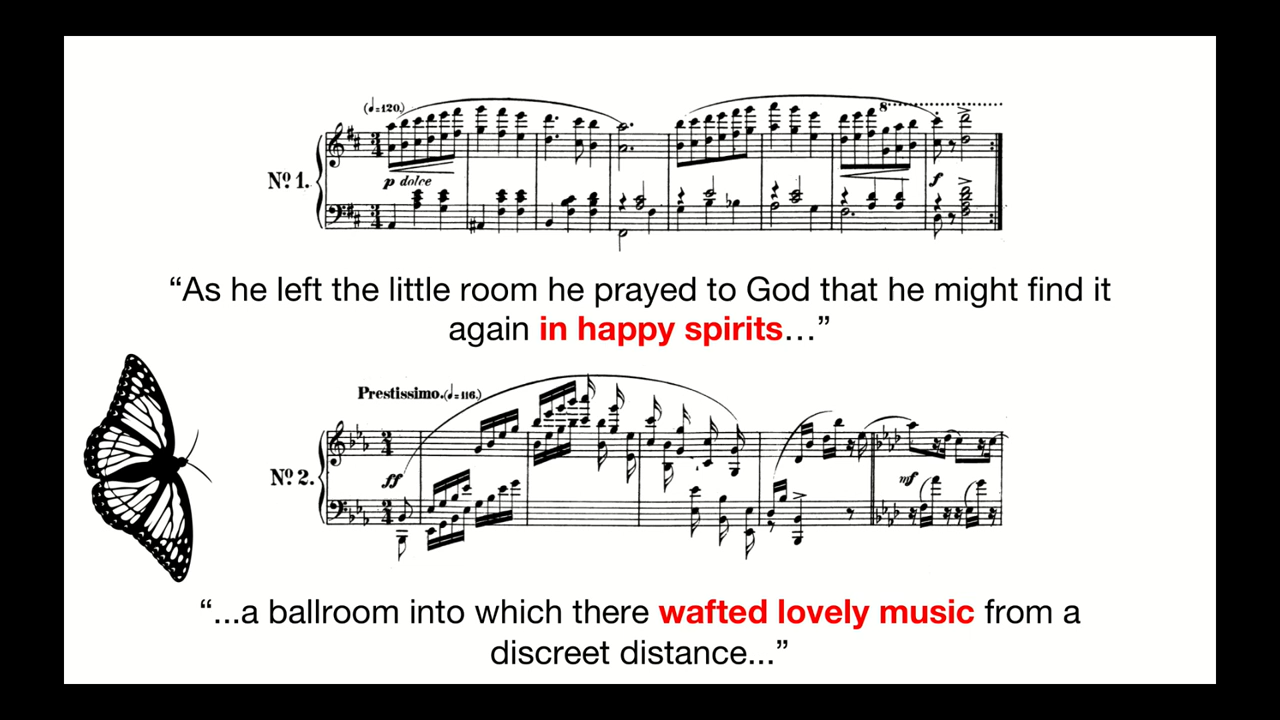 (♩=120.)
8
Nº 1.
p dolce
f
“As he left the little room he prayed to God that he might find it
again in happy spirits…”
Prestissimo.(♩=116.)
Nº 2.
ff
mf
“...a ballroom into which there wafted lovely music from a
discreet distance...”